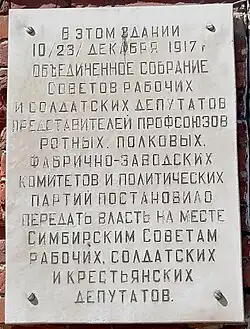 В ЭТОМ ЗДАНИИ
10/23/ ДЕКАБРЯ 1917 г
ОБЪЕДИНЕННОЕ СОБРАНИЕ
СОВЕТОВ РАБОЧИХ
И СОЛДАТСКИХ ДЕПУТАТОВ
ПРЕДСТАВИТЕЛЕЙ ПРОФСОЮЗОВ
РОТНЫХ, ПОЛКОВЫХ,
ФАБРИЧНО-ЗАВОДСКИХ
КОМИТЕТОВ И ПОЛИТИЧЕСКИХ
ПАРТИЙ ПОСТАНОВИЛО
ПЕРЕДАТЬ ВЛАСТЬ НА МЕСТЕ
СИМБИРСКИМ СОВЕТАМ
РАБОЧИХ, СОЛДАТСКИХ
И КРЕСТЬЯНСКИХ
ДЕПУТАТОВ.